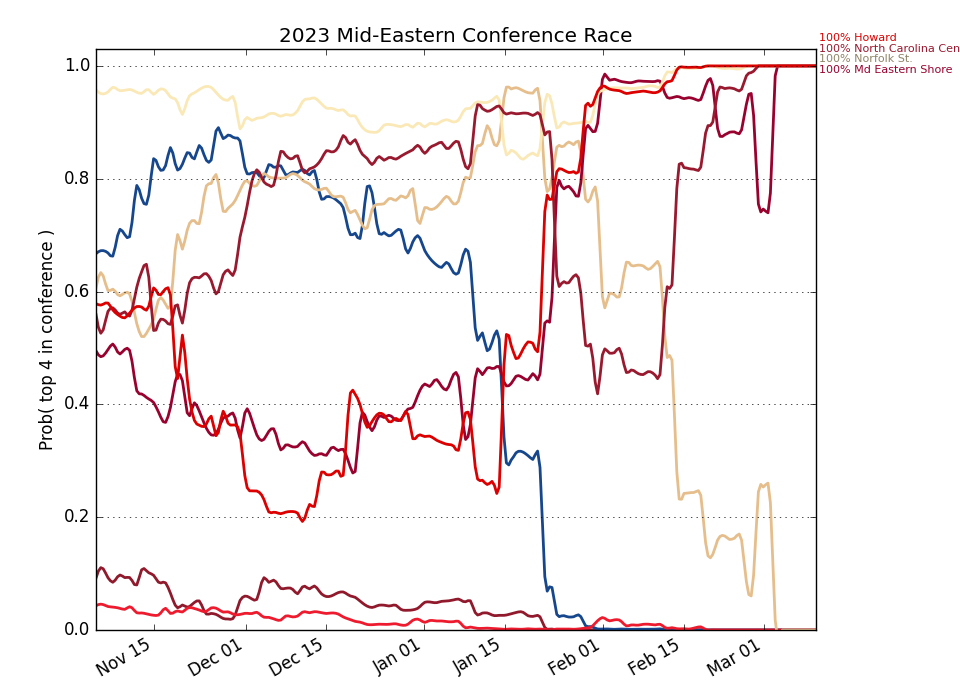 2023 Mid-Eastern Conference Race
100% Howard
100% North Carolina Cen
100% Norfolk St.
100% Md Eastern Shore
Prob( top 4 in conference )
1.0
0.8
0.6
0.4
0.2
0.0
Nov 15
Dec 01
Dec 15
Jan 01
Jan 15
Feb 01
Feb 15
Mar 01